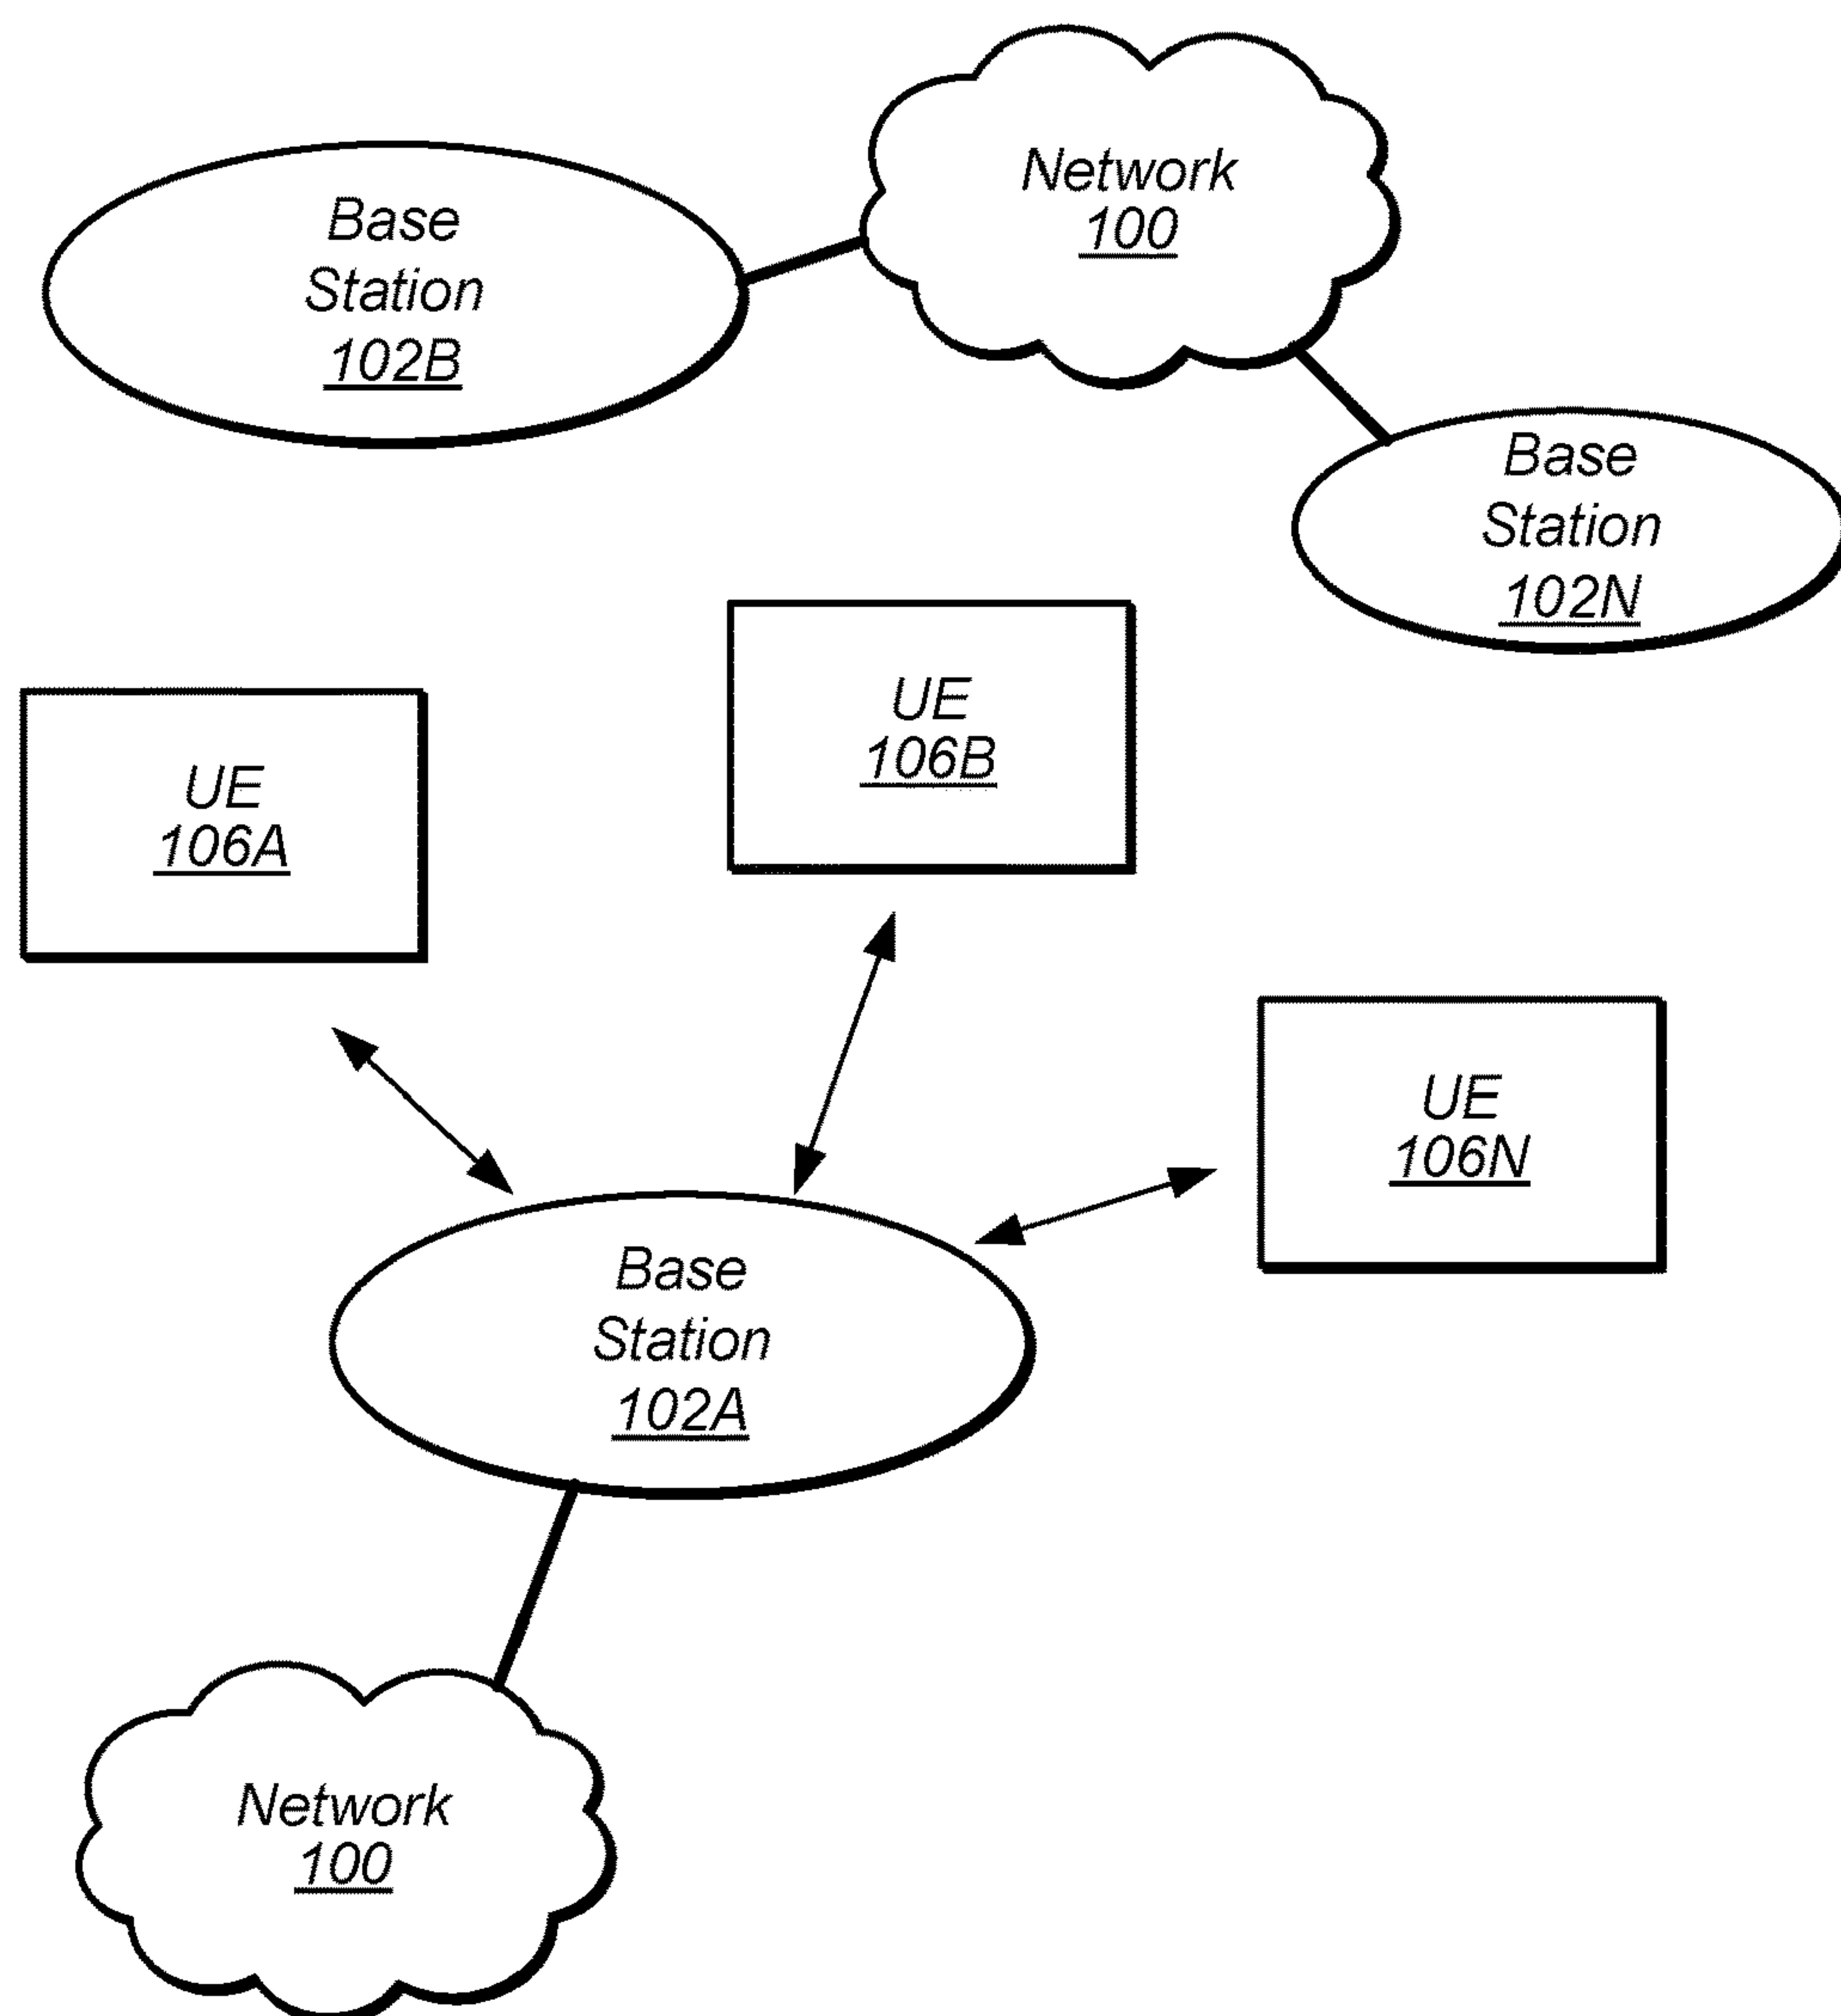 Network
100
Base
Station
102B
Base
Station
102N
UE
106B
UE
106A
UE
106N
Base
Station
102A
Network
100